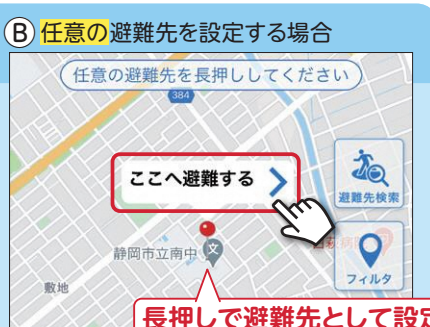 Ⓑ任意の避難先を設定する場合
任意の避難先を長押ししてください
384
ここへ避難する
避難先検索
静岡市立南中
文
フィルタ
敷地
長押しで避難先として設定